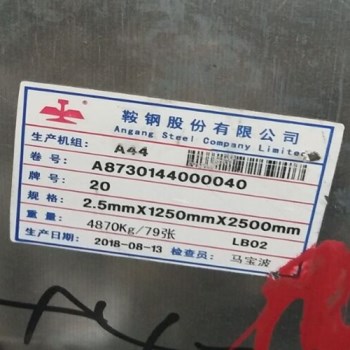 鞍钢股份有限公司
Angang Steel Company Limited
生产机组: A44
卷号: A8730144000040
牌号: 20
规格: 2.5mmX1250mmX2500mm
重量: 4870Kg/79张 LB02
生产日期: 2018-08-13 检查员: 马宝波